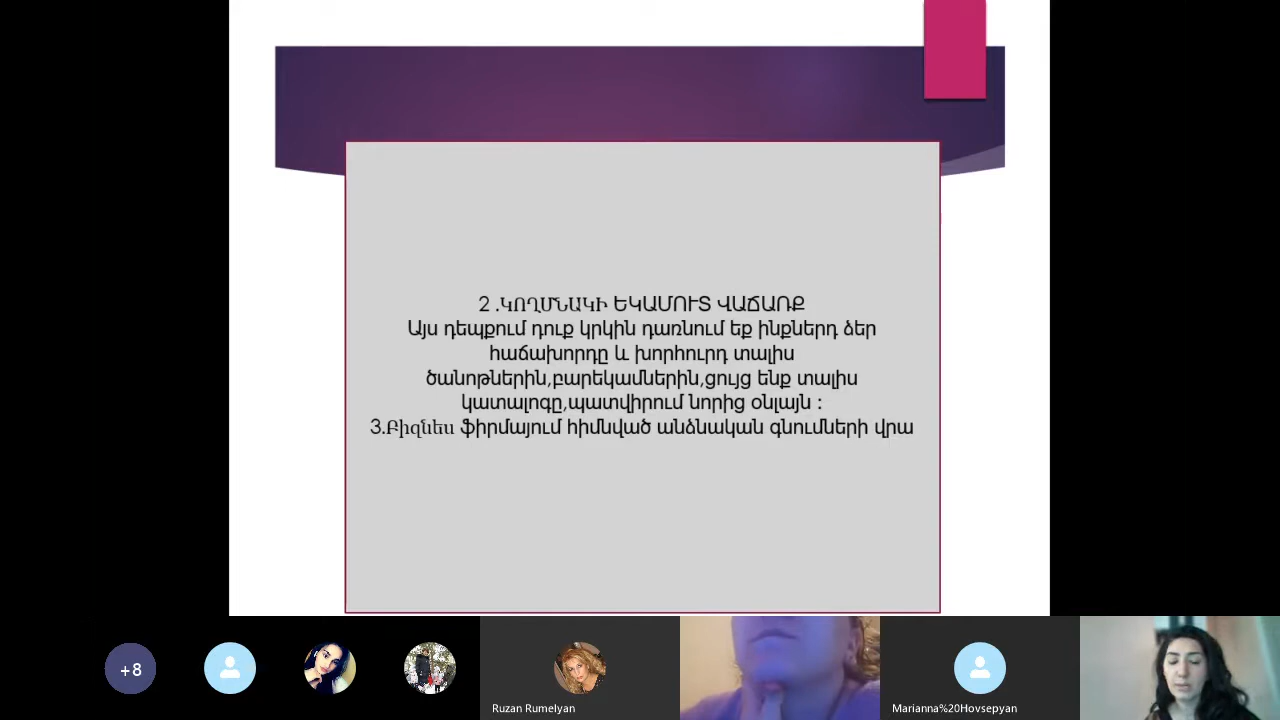 2 .ԿՈՂՄՆԱԿԻ ԵԿԱՄՈՒՏ ՎԱՃԱՌՔ
Այս դեպքում դուք կրկին դառնում եք ինքներդ ձեր
հաճախորդը և խորհուրդ տալիս
ծանոթներին,բարեկամներին,ցույց ենք տալիս
կատալոգը,պատվիրում նորից օնլայն :
3.Բիզնես ֆիրմայում հիմնված անձնական գնումների վրա
+8
Ruzan Rumelyan
Marianna%20Hovsepyan